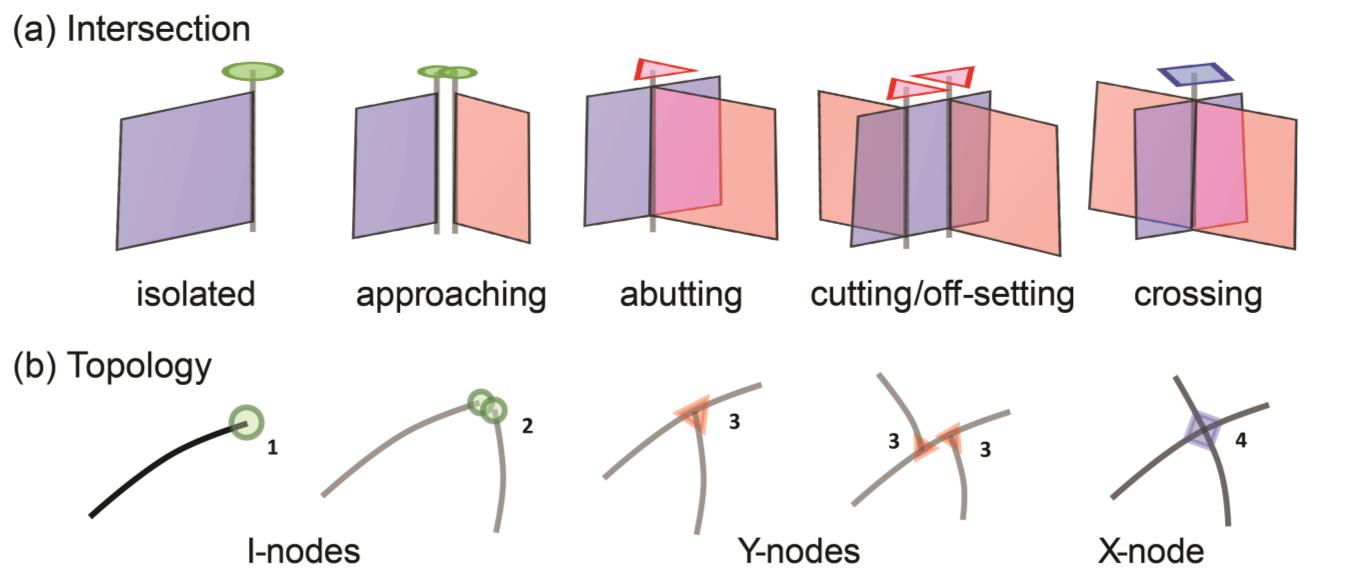 (a) Intersection
isolated
approaching
abutting
cutting/off-setting
crossing
(b) Topology
1
2
3
3
3
4
I-nodes
Y-nodes
X-node